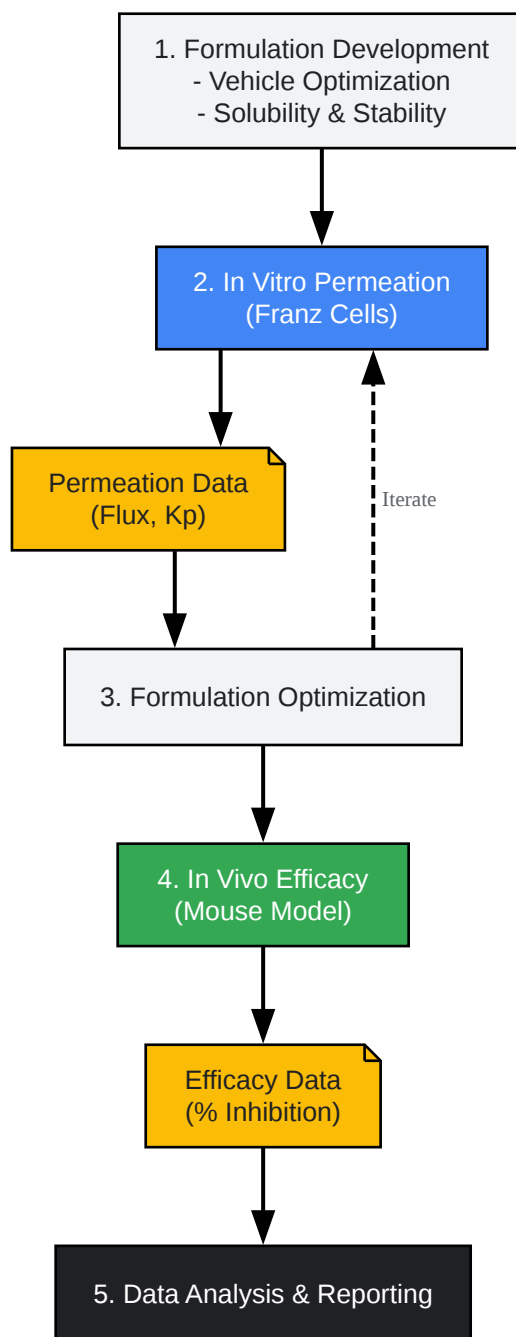 1. Formulation Development
- Vehicle Optimization
- Solubility & Stability
2. In Vitro Permeation
(Franz Cells)
Permeation Data
(Flux, Kp)
Iterate
3. Formulation Optimization
4. In Vivo Efficacy
(Mouse Model)
Efficacy Data
(% Inhibition)
5. Data Analysis & Reporting